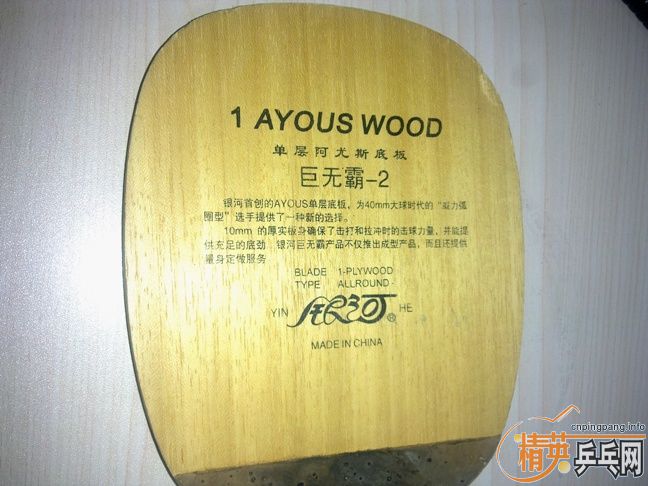 1 AYOUS WOOD
单层阿尤斯底板
巨无霸-2
银河首创的AYOUS单层底板，为40mm大球时代的“凝力弧
圈型”选手提供了一种新的选择。
10mm 的厚实板身确保了击打和拉冲时的击球力量，并能提
供充足的底劲。银河巨无霸产品不仅推出成型产品，而且还提供
量身定做服务
BLADE 1-PLYWOOD
TYPE ALLROUND-
YIN 银河® HE
MADE IN CHINA
cnpingpang.info
精英乒乓网